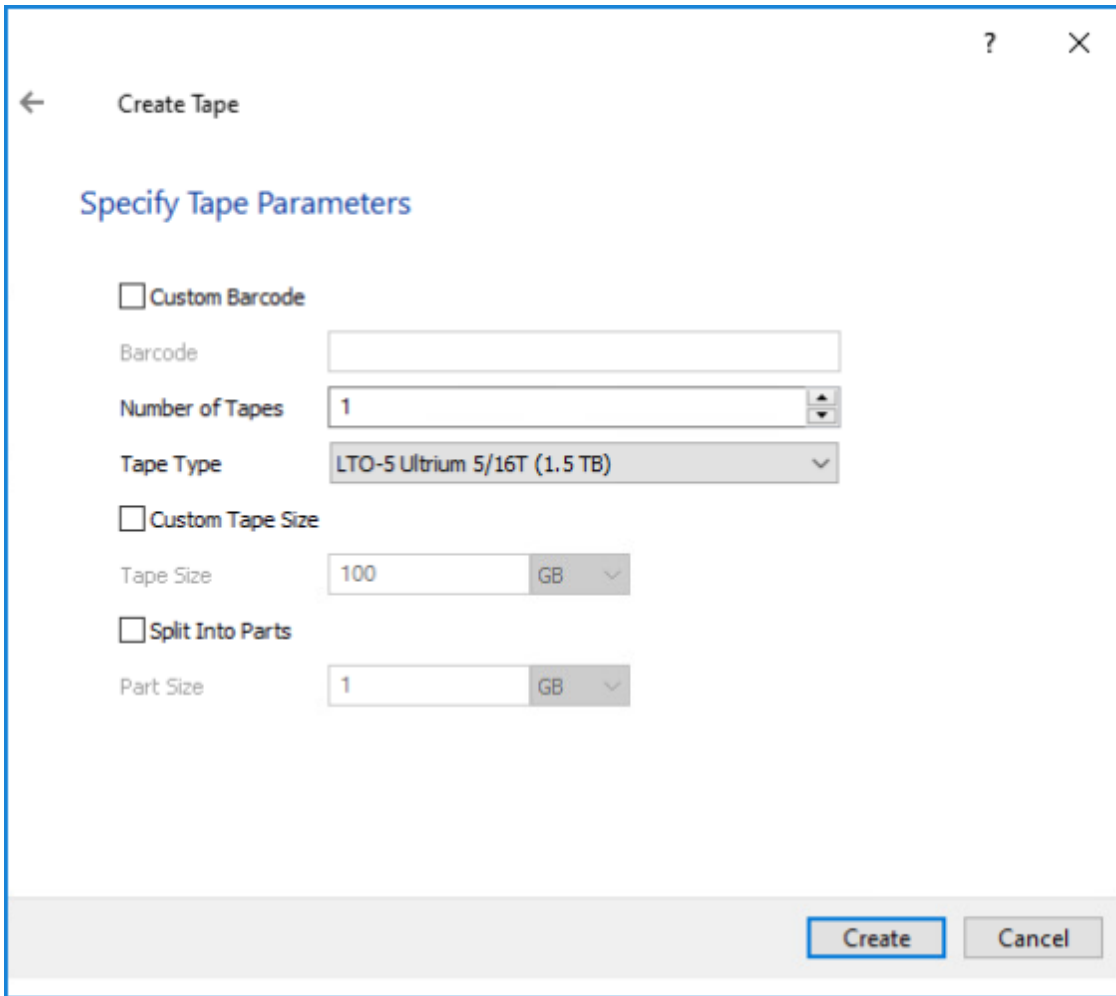 ?
Create Tape
Specify Tape Parameters
Custom Barcode
Barcode
Number of Tapes 1
Tape Type LTO-5 Ultrium 5/16T (1.5 TB)
Custom Tape Size
Tape Size 100 GB
Split Into Parts
Part Size 1 GB
Create Cancel